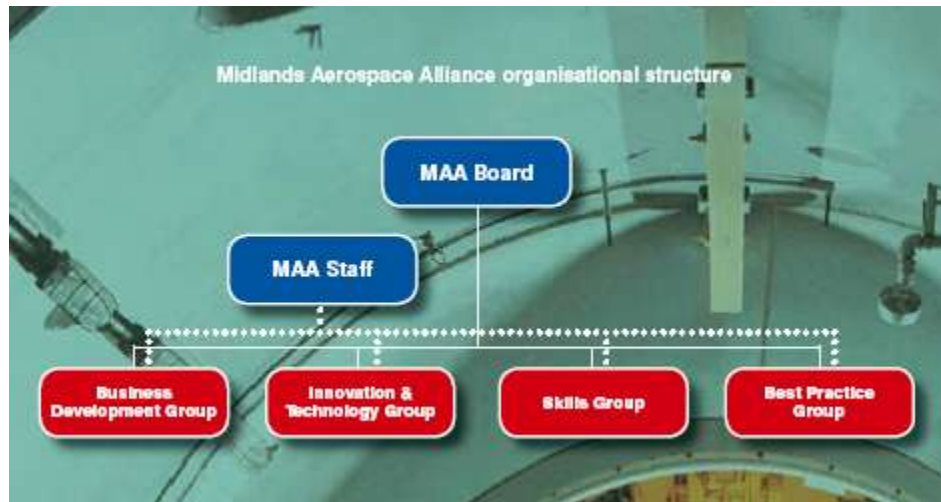 Midlands Aerospace Alliance organisational structure
MAA Board
MAA Staff
Business
Development Group
Innovation &
Technology Group
Skills Group
Best Practice
Group